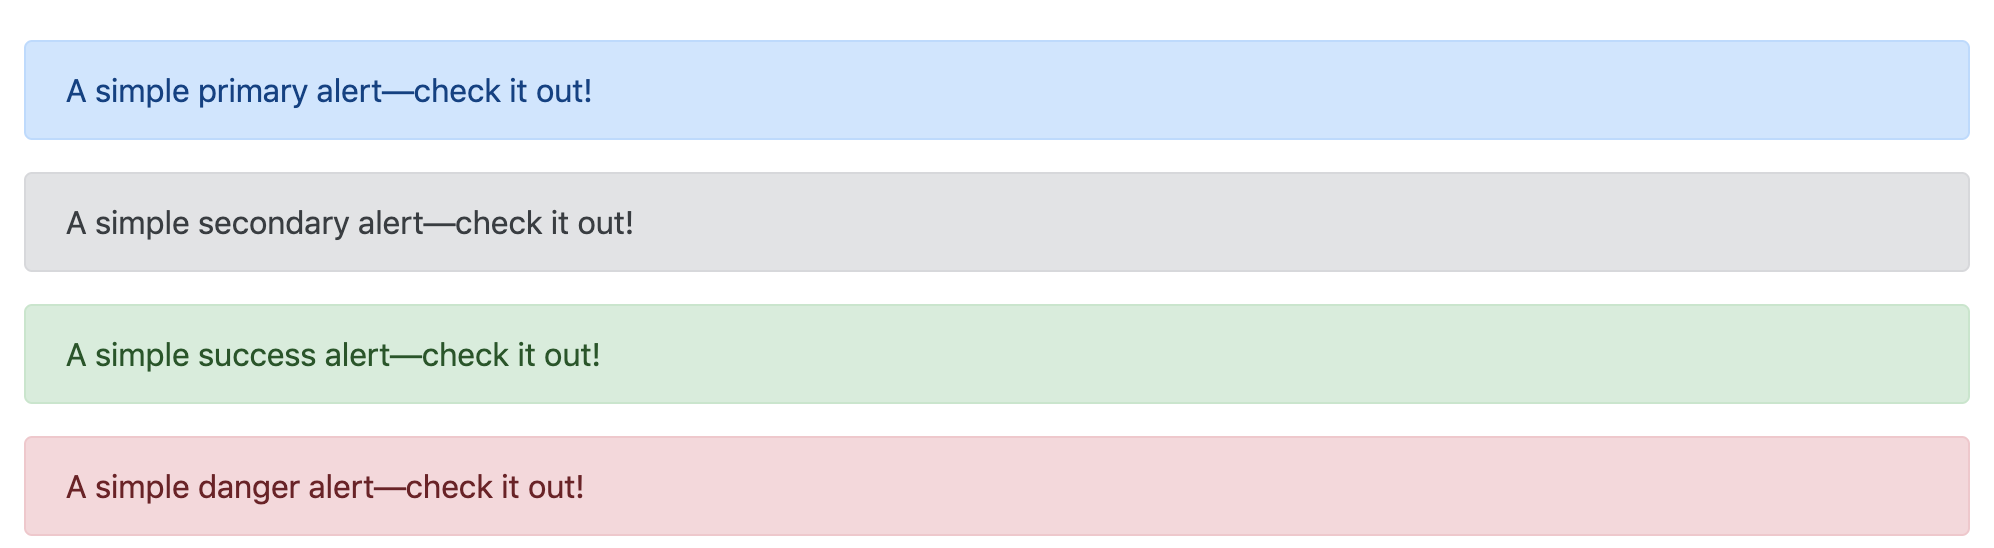 A simple primary alert—check it out!
A simple secondary alert—check it out!
A simple success alert—check it out!
A simple danger alert—check it out!